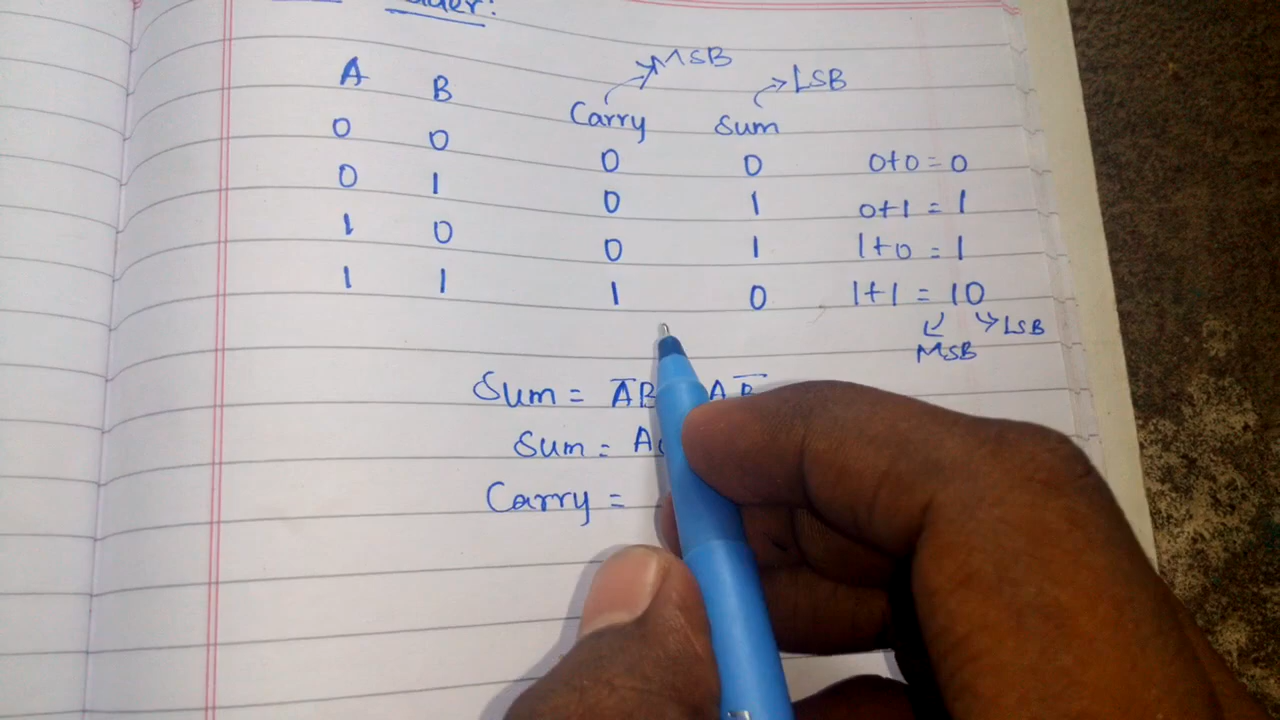 A B Carry →MSB Sum →LSB
0 0 0 0 0+0=0
0 1 0 1 0+1=1
1 0 0 1 1+0=1
1 1 1 0 1+1=10
MSB LSB
Sum = A̅B A B̅
Sum = A
Carry =